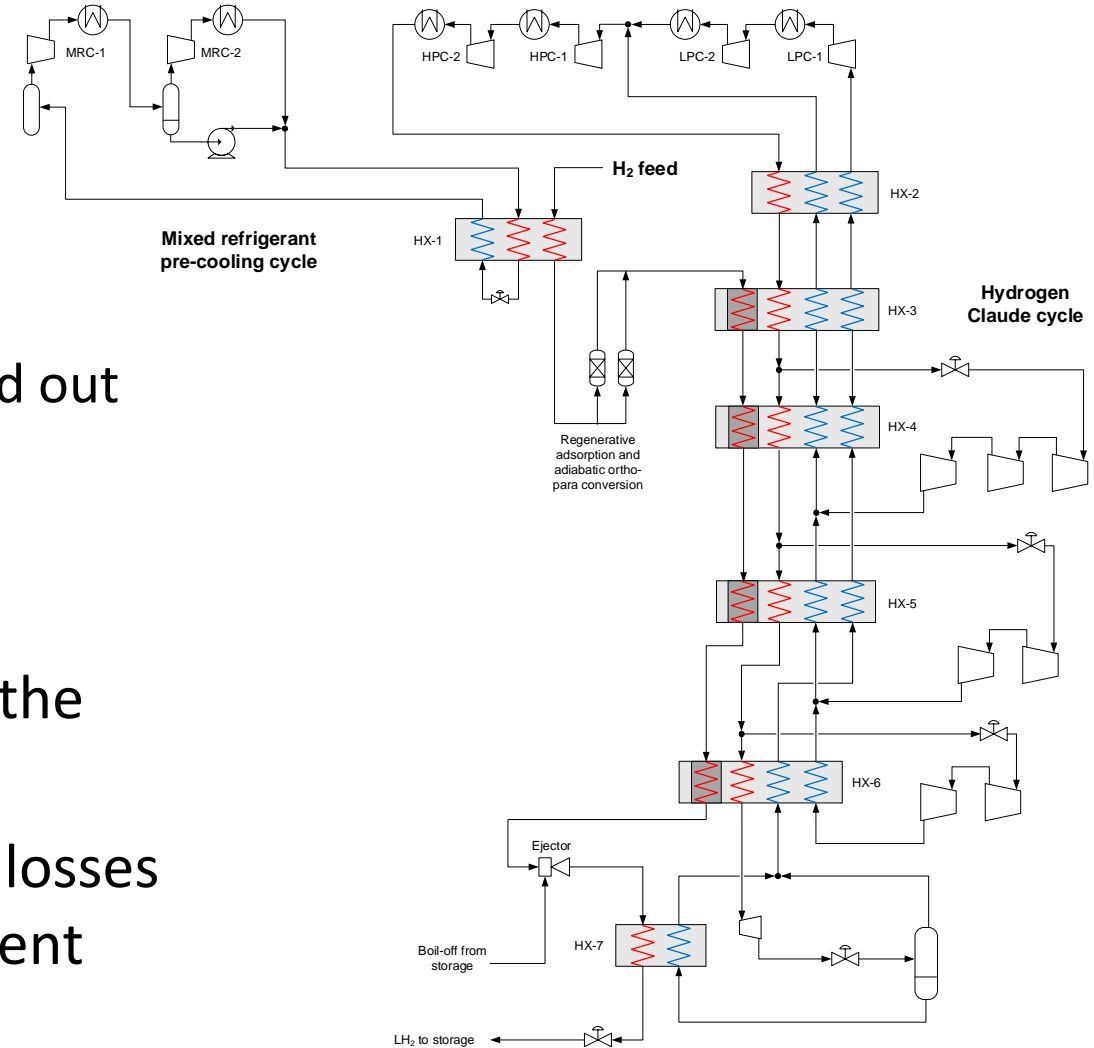 MRC-1
MRC-2
HPC-2
HPC-1
LPC-2
LPC-1
H₂ feed
HX-2
HX-1
Mixed refrigerant
pre-cooling cycle
HX-3
Hydrogen
Claude cycle
d out
HX-4
Regenerative
adsorption and
adiabatic ortho-
para conversion
HX-5
the
HX-6
losses
Ejector
ent
HX-7
Boil-off from
storage
LH₂ to storage